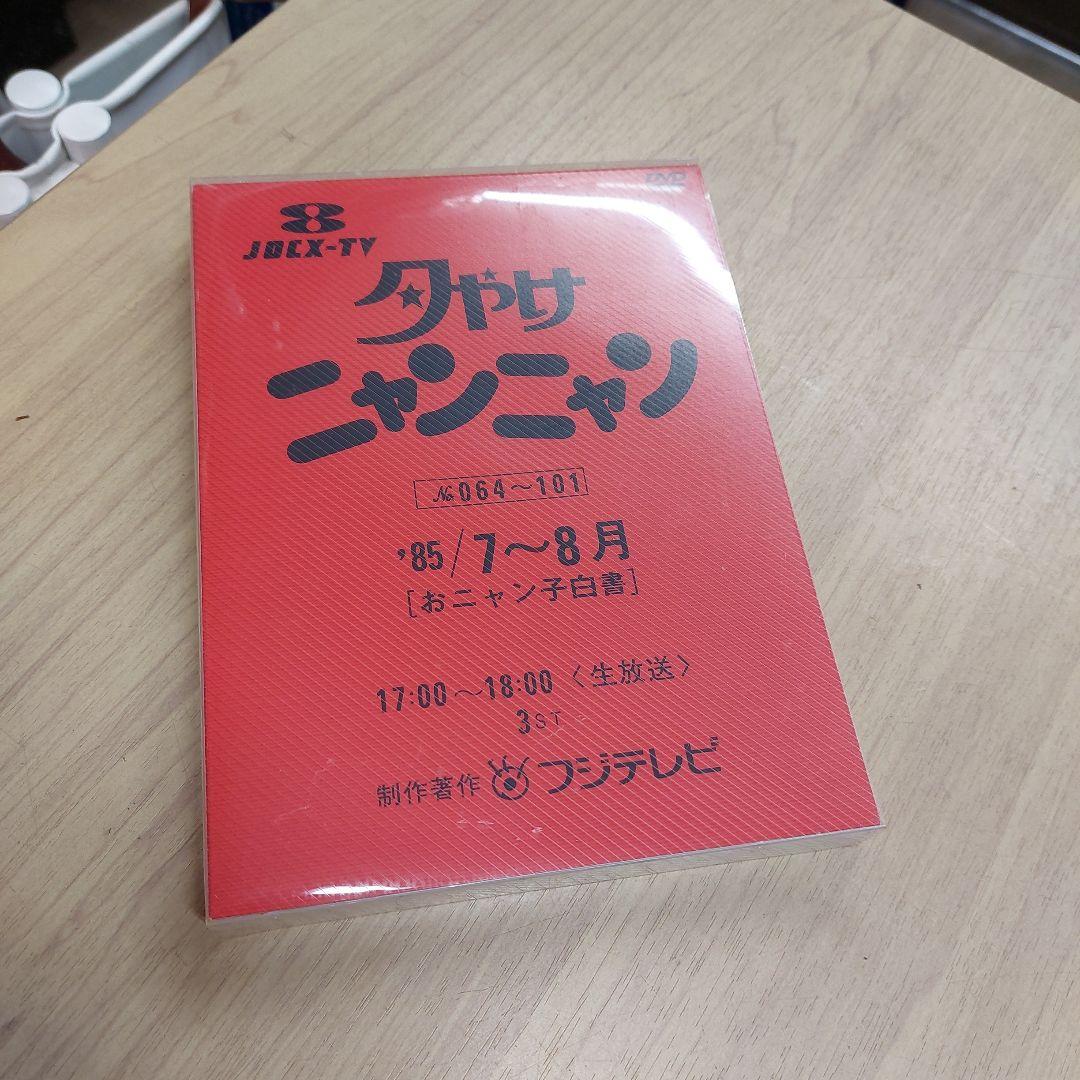 DVD
8
JOCX-TV
夕やけ
ニャンニャン
№064〜101
'85/7〜8月
[おニャン子白書]
17:00〜18:00〈生放送〉
3ST
制作著作 フジテレビ